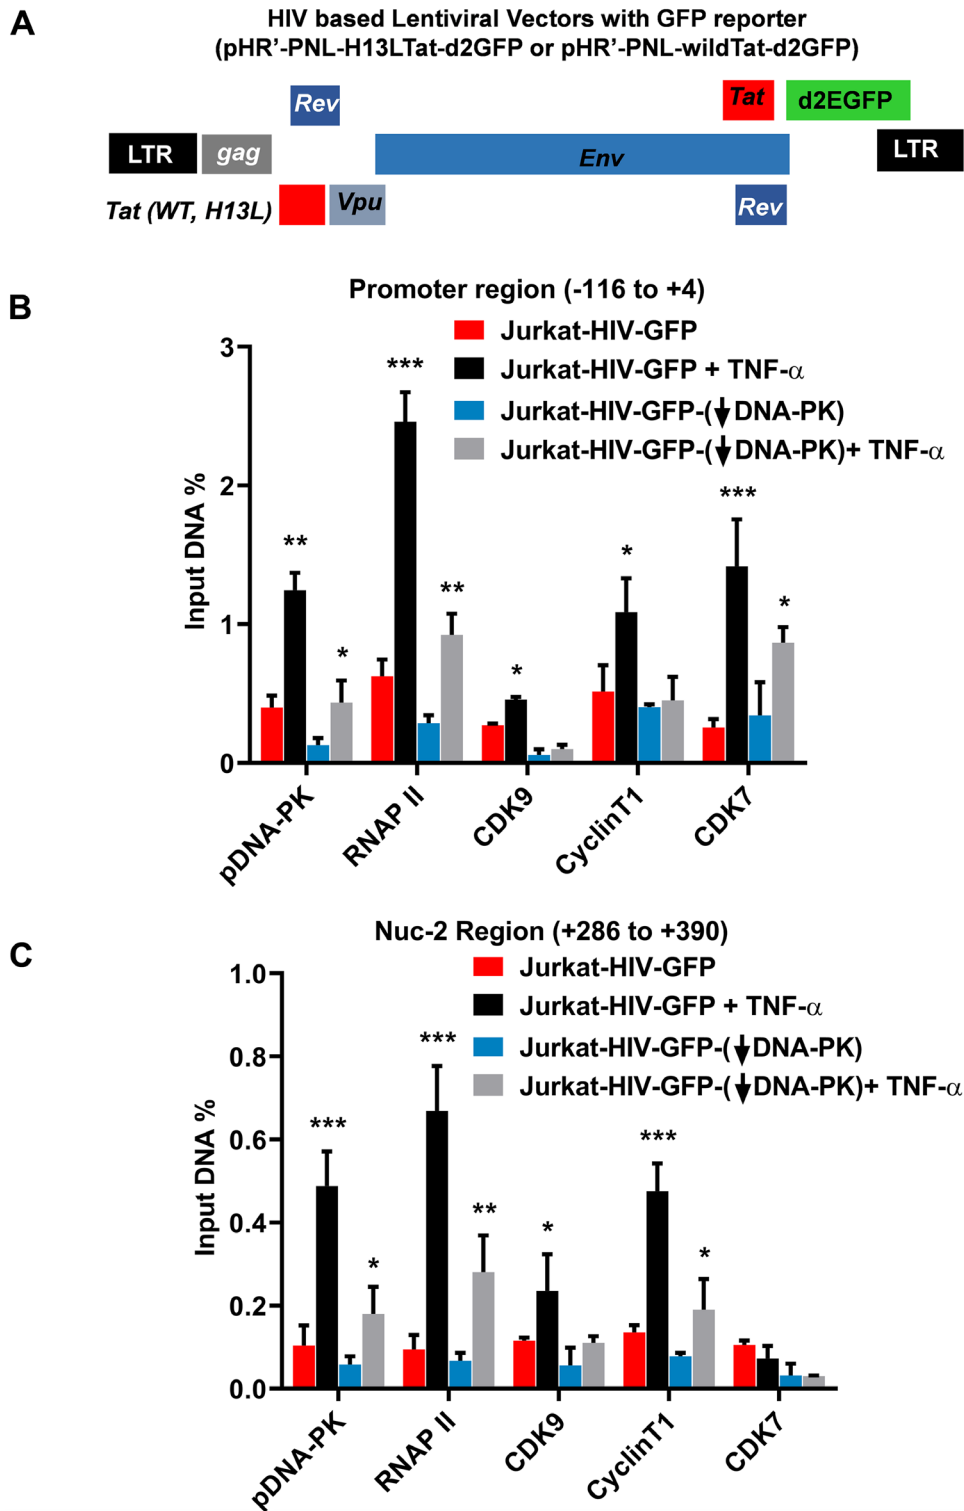 A
HIV based Lentiviral Vectors with GFP reporter
(pHR’-PNL-H13LTat-d2GFP or pHR’-PNL-wildTat-d2GFP)
Rev
Tat
d2EGFP
LTR
gag
Env
LTR
Tat (WT, H13L)
Vpu
Rev
B
Promoter region (-116 to +4)
Jurkat-HIV-GFP
Jurkat-HIV-GFP + TNF-α
Jurkat-HIV-GFP-(↓DNA-PK)
Jurkat-HIV-GFP-(↓DNA-PK)+ TNF-α
Input DNA %
3
2
1
0
**
*
***
**
*
*
***
*
pDNA-PK
RNAP II
CDK9
CyclinT1
CDK7
C
Nuc-2 Region (+286 to +390)
Jurkat-HIV-GFP
Jurkat-HIV-GFP + TNF-α
Jurkat-HIV-GFP-(↓DNA-PK)
Jurkat-HIV-GFP-(↓DNA-PK)+ TNF-α
Input DNA %
1.0
0.8
0.6
0.4
0.2
0.0
***
*
***
**
*
***
*
pDNA-PK
RNAP II
CDK9
CyclinT1
CDK7